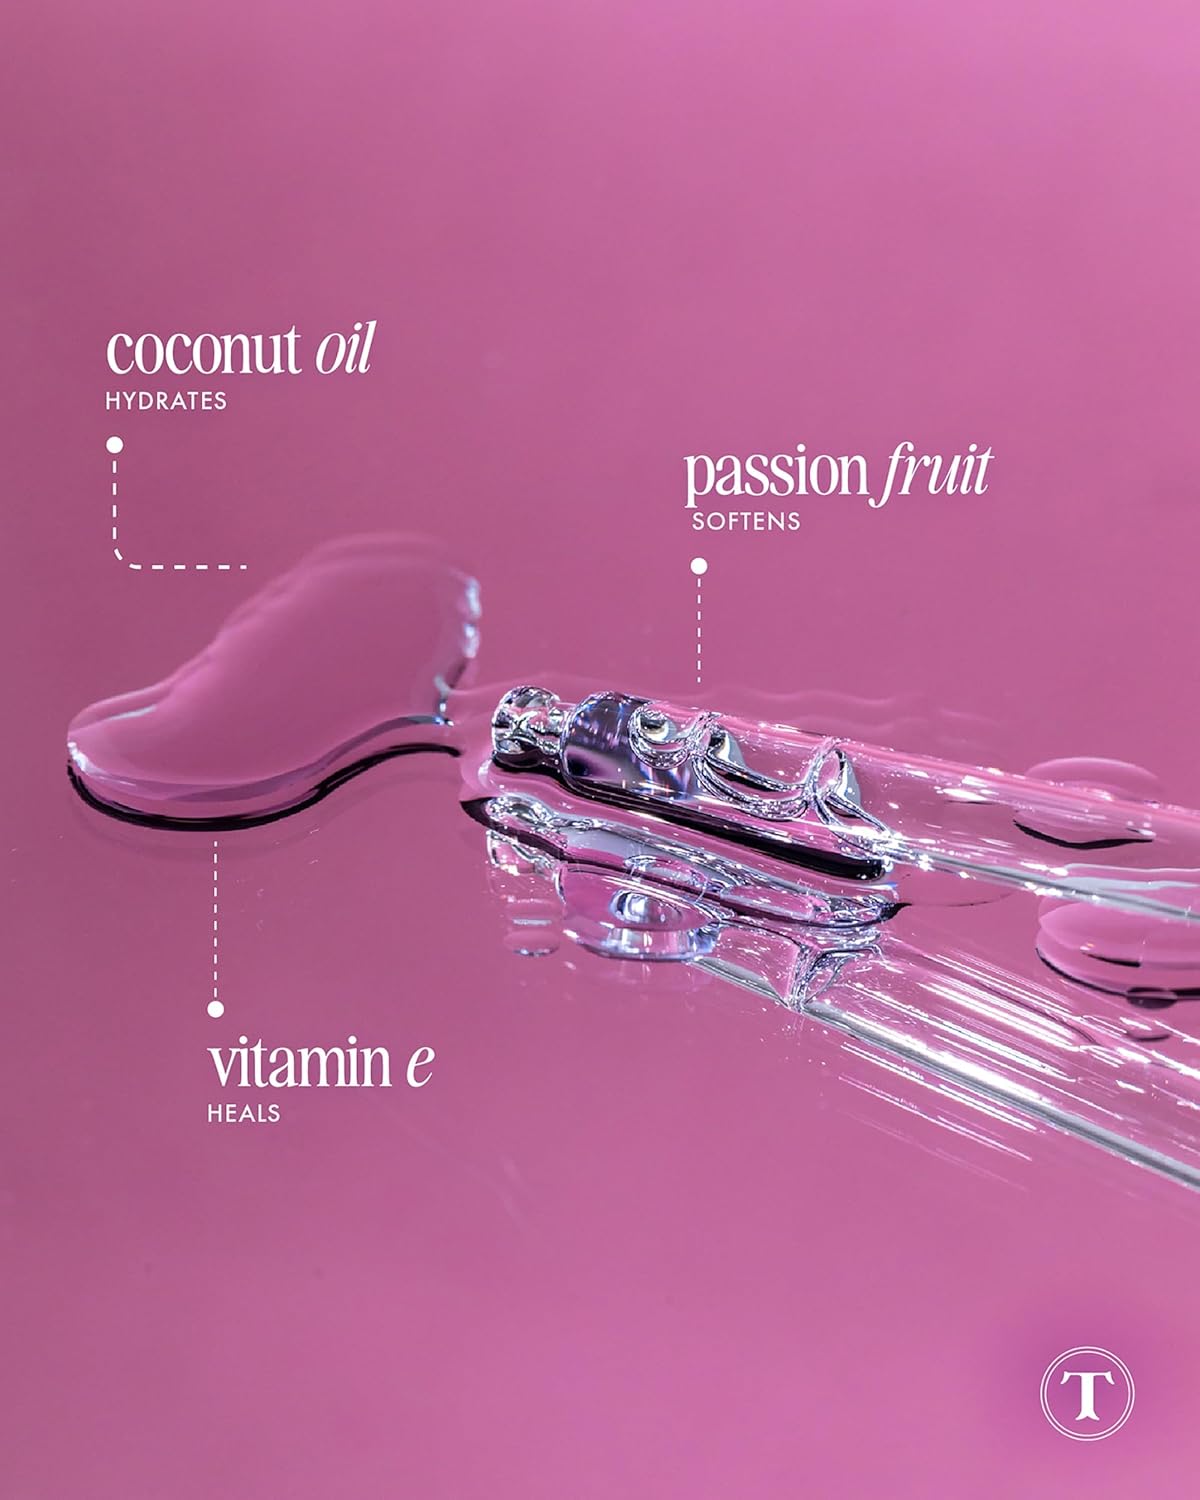 coconut oil
HYDRATES
passion fruit
SOFTENS
vitamin e
HEALS
T